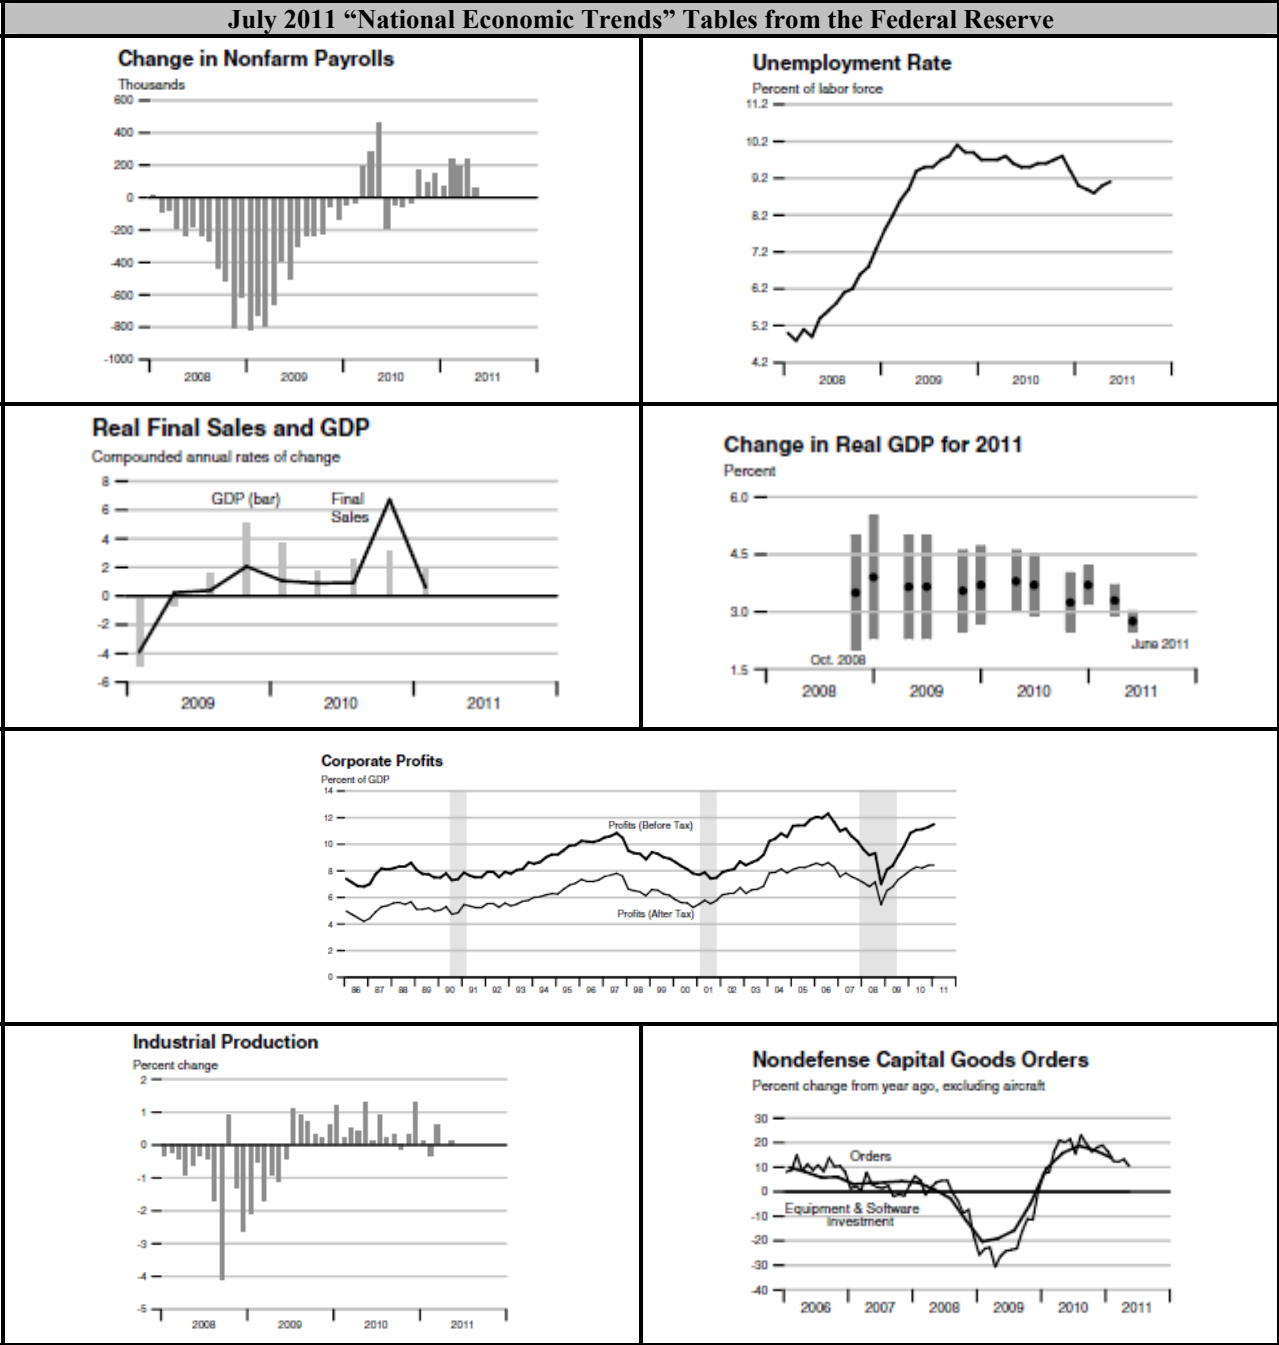 July 2011 “National Economic Trends” Tables from the Federal Reserve
Change in Nonfarm Payrolls
Thousands
600
400
200
0
-200
-400
-600
-800
-1000
2008 2009 2010 2011
Unemployment Rate
Percent of labor force
11.2
10.2
9.2
8.2
7.2
6.2
5.2
4.2
2008 2009 2010 2011
Real Final Sales and GDP
Compounded annual rates of change
8
6
4
2
0
-2
-4
-6
GDP (bar)
Final
Sales
2009 2010 2011
Change in Real GDP for 2011
Percent
6.0
4.5
3.0
1.5
Oct. 2008
June 2011
2008 2009 2010 2011
Corporate Profits
Percent of GDP
14
12
10
8
6
4
2
0
Profits (Before Tax)
Profits (After Tax)
86 87 88 89 90 91 92 93 94 95 96 97 98 99 00 01 02 03 04 05 06 07 08 09 10 11
Industrial Production
Percent change
2
1
0
-1
-2
-3
-4
-5
2008 2009 2010 2011
Nondefense Capital Goods Orders
Percent change from year ago, excluding aircraft
30
20
10
0
-10
-20
-30
-40
Orders
Equipment & Software
Investment
2006 2007 2008 2009 2010 2011